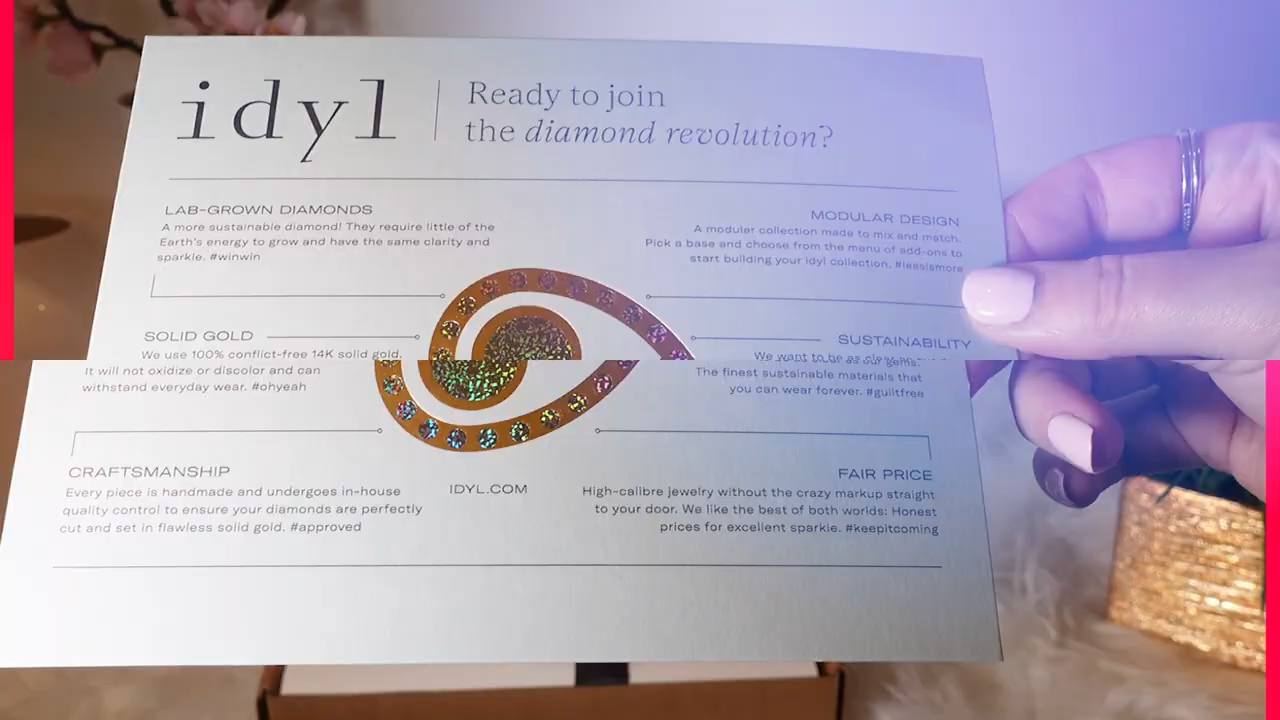 idyl
Ready to join
the diamond revolution?
LAB-GROWN DIAMONDS
A more sustainable diamond! They require little of the
Earth's energy to grow and have the same clarity and
sparkle. #winwin
MODULAR DESIGN
A modular collection made to mix and match.
Pick a base and choose from the menu of add-ons to
start building your idyl collection. #lessismore
SOLID GOLD
We use 100% conflict-free 14K solid gold.
It will not oxidize or discolor and can
withstand everyday wear. #ohyeah
SUSTAINABILITY
We want to be as
The finest sustainable materials that
you can wear forever. #guiltfree
CRAFTSMANSHIP
Every piece is handmade and undergoes in-house
quality control to ensure your diamonds are perfectly
cut and set in flawless solid gold. #approved
IDYL.COM
FAIR PRICE
High-calibre jewelry without the crazy markup straight
to your door. We like the best of both worlds: Honest
prices for excellent sparkle. #keepitcoming